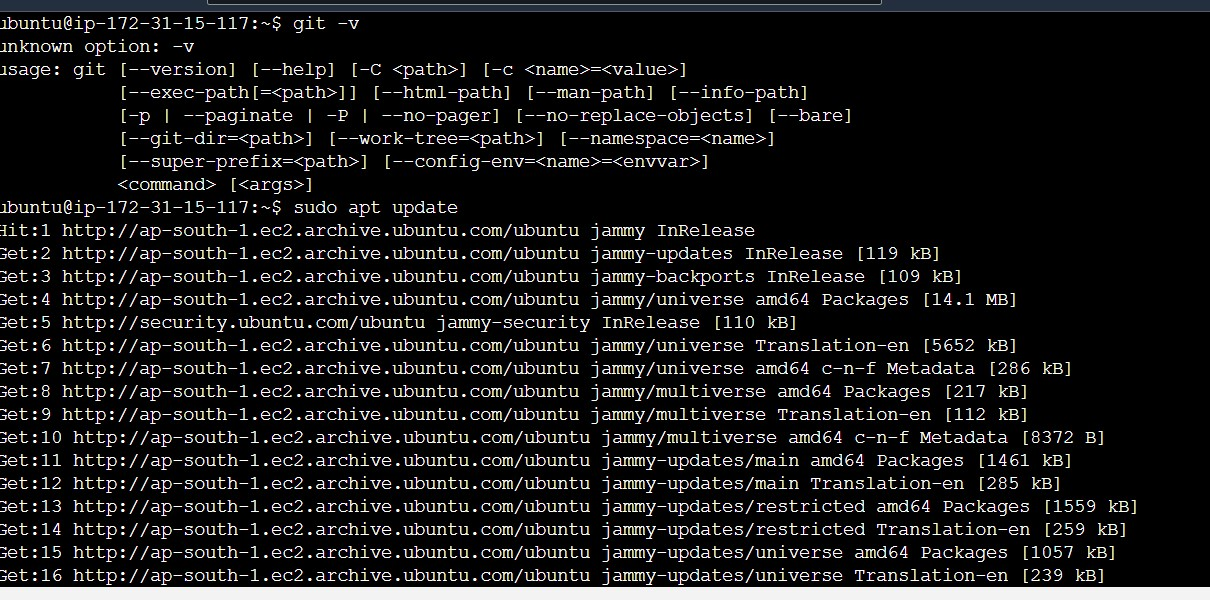 ubuntu@ip-172-31-15-117:~$ git -v
unknown option: -v
usage: git [--version] [--help] [-C <path>] [-c <name>=<value>]
[--exec-path[=<path>]] [--html-path] [--man-path] [--info-path]
[-p | --paginate | -P | --no-pager] [--no-replace-objects] [--bare]
[--git-dir=<path>] [--work-tree=<path>] [--namespace=<name>]
[--super-prefix=<path>] [--config-env=<name>=<envvar>]
<command> [<args>]
ubuntu@ip-172-31-15-117:~$ sudo apt update
Hit:1 http://ap-south-1.ec2.archive.ubuntu.com/ubuntu jammy InRelease
Get:2 http://ap-south-1.ec2.archive.ubuntu.com/ubuntu jammy-updates InRelease [119 kB]
Get:3 http://ap-south-1.ec2.archive.ubuntu.com/ubuntu jammy-backports InRelease [109 kB]
Get:4 http://ap-south-1.ec2.archive.ubuntu.com/ubuntu jammy/universe amd64 Packages [14.1 MB]
Get:5 http://security.ubuntu.com/ubuntu jammy-security InRelease [110 kB]
Get:6 http://ap-south-1.ec2.archive.ubuntu.com/ubuntu jammy/universe Translation-en [5652 kB]
Get:7 http://ap-south-1.ec2.archive.ubuntu.com/ubuntu jammy/universe amd64 c-n-f Metadata [286 kB]
Get:8 http://ap-south-1.ec2.archive.ubuntu.com/ubuntu jammy/multiverse amd64 Packages [217 kB]
Get:9 http://ap-south-1.ec2.archive.ubuntu.com/ubuntu jammy/multiverse Translation-en [112 kB]
Get:10 http://ap-south-1.ec2.archive.ubuntu.com/ubuntu jammy/multiverse amd64 c-n-f Metadata [8372 B]
Get:11 http://ap-south-1.ec2.archive.ubuntu.com/ubuntu jammy-updates/main amd64 Packages [1461 kB]
Get:12 http://ap-south-1.ec2.archive.ubuntu.com/ubuntu jammy-updates/main Translation-en [285 kB]
Get:13 http://ap-south-1.ec2.archive.ubuntu.com/ubuntu jammy-updates/restricted amd64 Packages [1559 kB]
Get:14 http://ap-south-1.ec2.archive.ubuntu.com/ubuntu jammy-updates/restricted Translation-en [259 kB]
Get:15 http://ap-south-1.ec2.archive.ubuntu.com/ubuntu jammy-updates/universe amd64 Packages [1057 kB]
Get:16 http://ap-south-1.ec2.archive.ubuntu.com/ubuntu jammy-updates/universe Translation-en [239 kB]